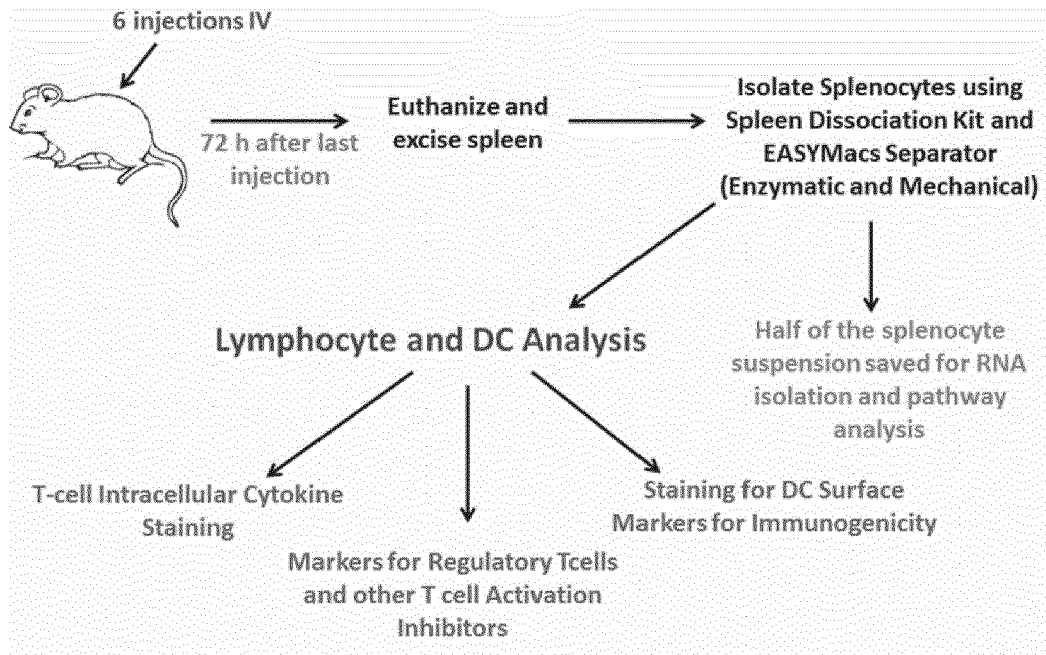 6 injections IV
72 h after last
injection
Euthanize and
excise spleen
Isolate Splenocytes using
Spleen Dissociation Kit and
EASYMacs Separator
(Enzymatic and Mechanical)
Lymphocyte and DC Analysis
Half of the splenocyte
suspension saved for RNA
isolation and pathway
analysis
T-cell Intracellular Cytokine
Staining
Markers for Regulatory Tcells
and other T cell Activation
Inhibitors
Staining for DC Surface
Markers for Immunogenicity